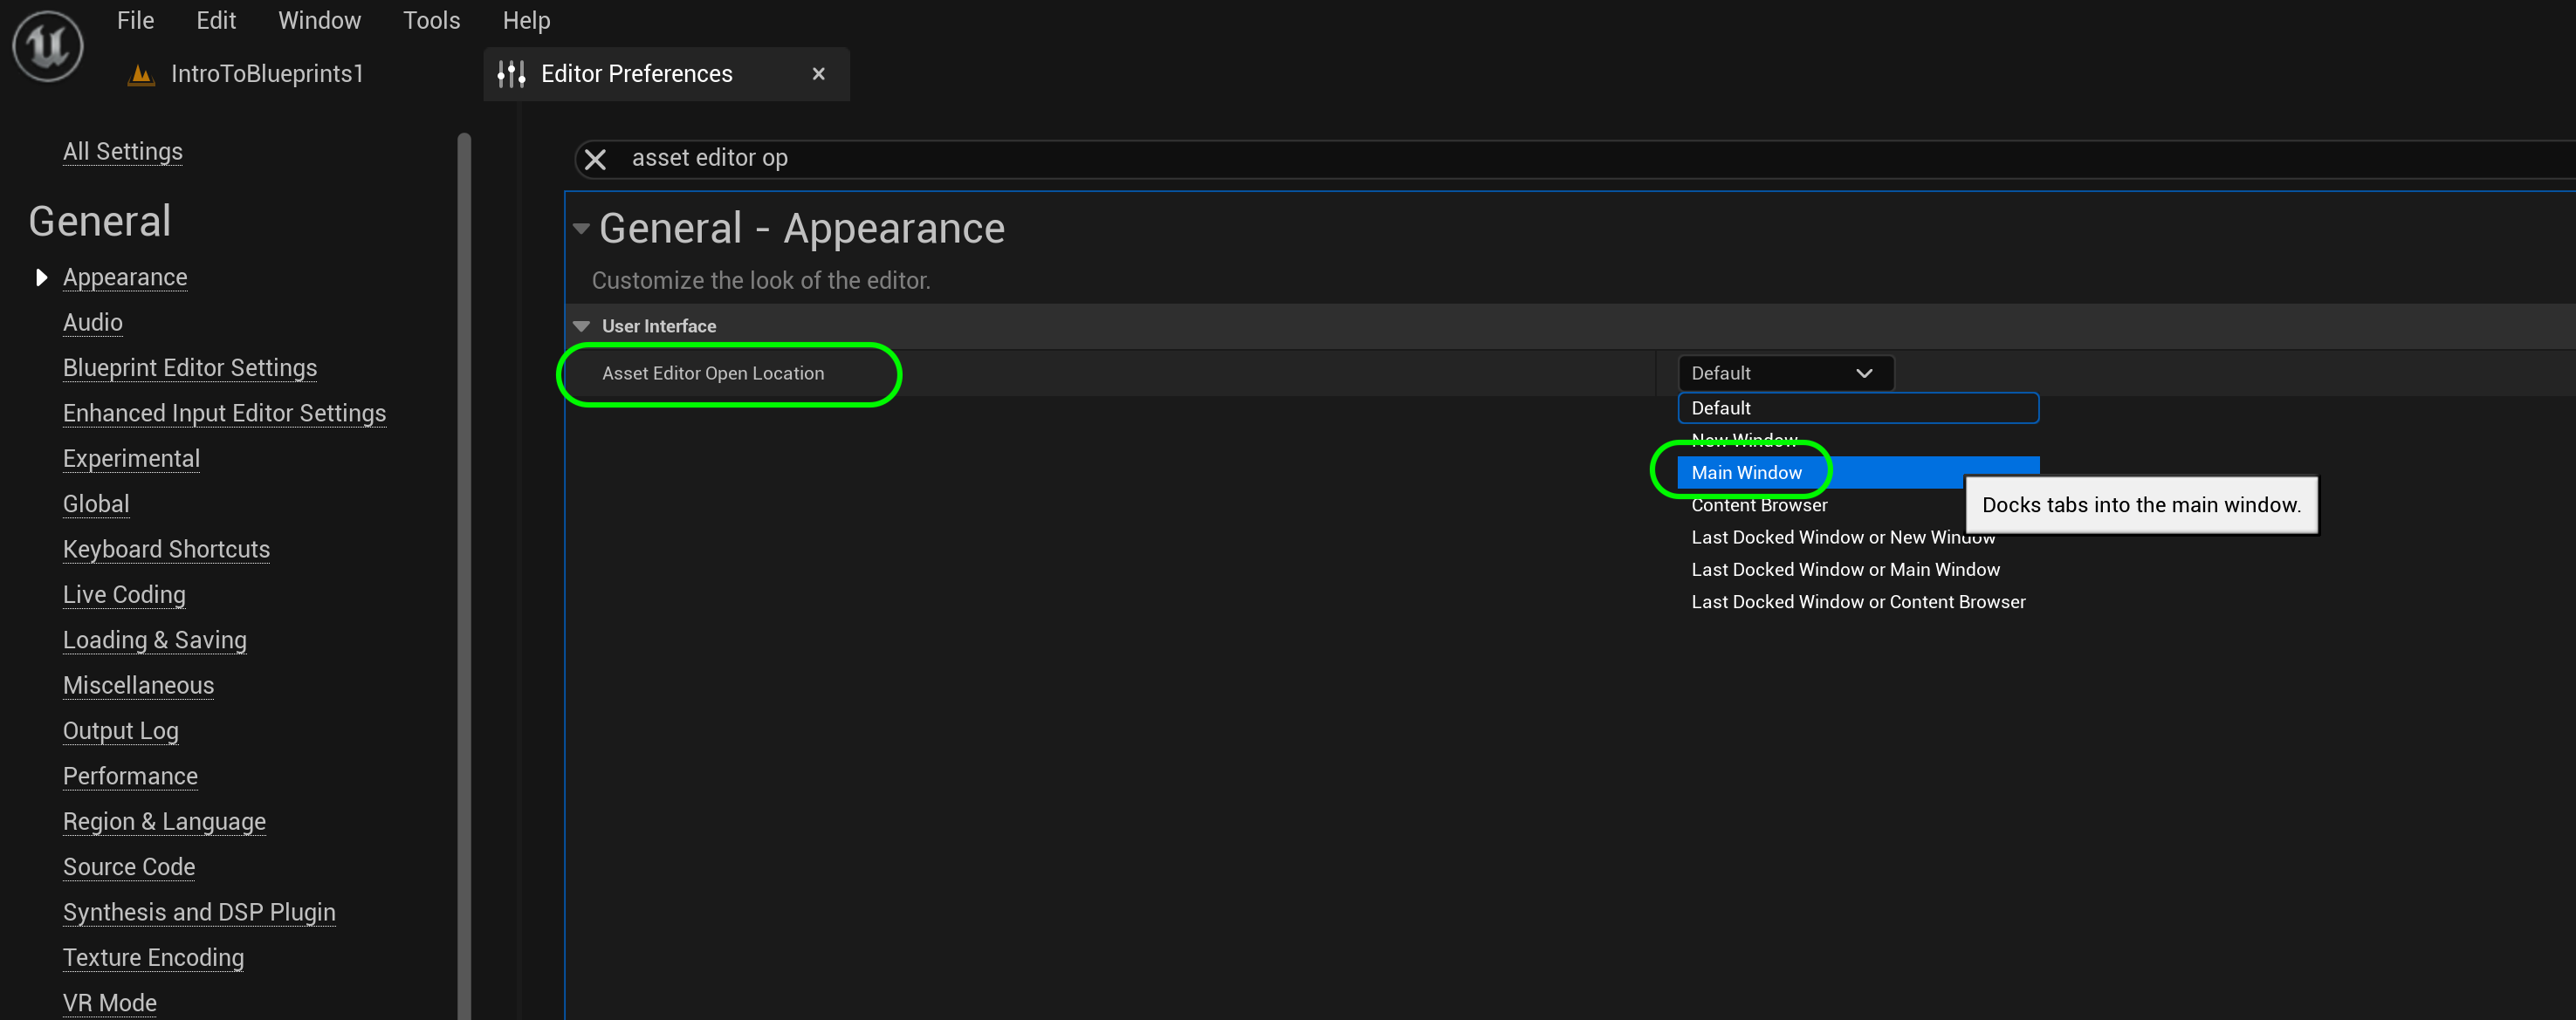 File Edit Window Tools Help
IntroToBlueprints1
Editor Preferences
All Settings
General
Appearance
Audio
Blueprint Editor Settings
Enhanced Input Editor Settings
Experimental
Global
Keyboard Shortcuts
Live Coding
Loading & Saving
Miscellaneous
Output Log
Performance
Region & Language
Source Code
Synthesis and DSP Plugin
Texture Encoding
VR Mode
asset editor op
General - Appearance
Customize the look of the editor.
User Interface
Asset Editor Open Location
Default
Default
New Window
Main Window
Content Browser
Last Docked Window or New Window
Last Docked Window or Main Window
Last Docked Window or Content Browser
Docks tabs into the main window.